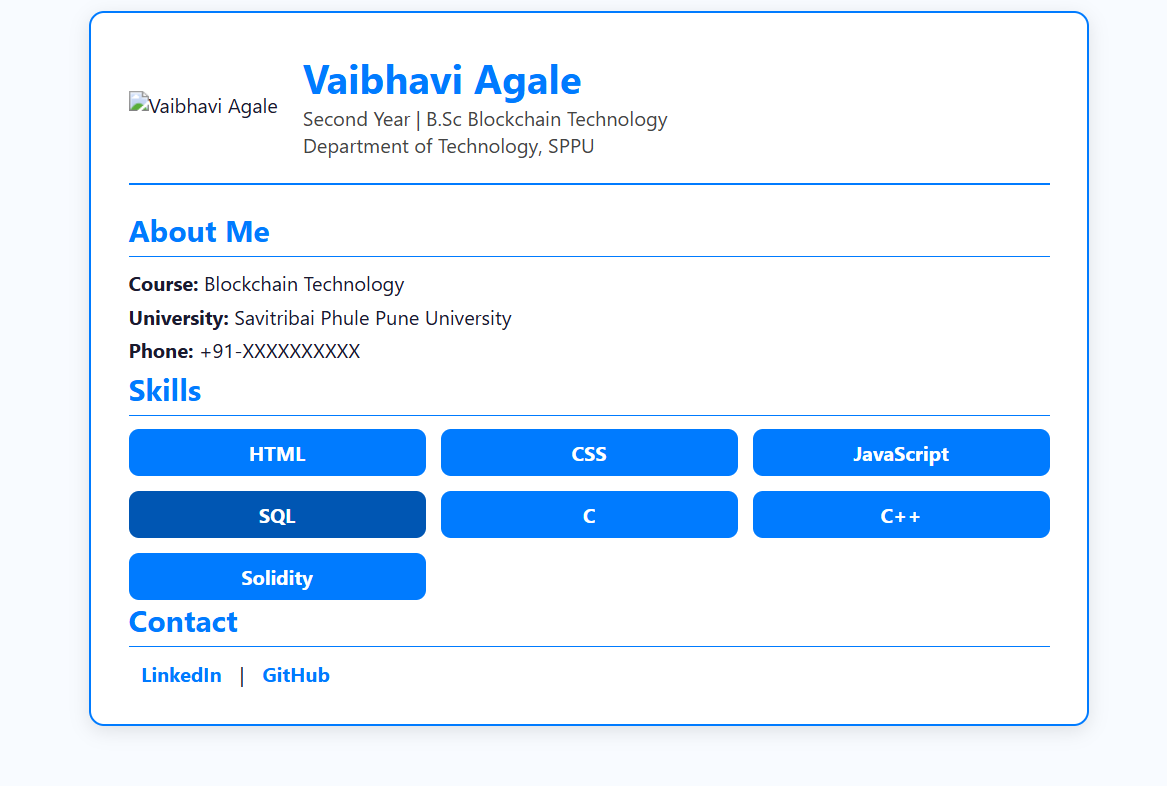 Vaibhavi Agale
Vaibhavi Agale
Second Year | B.Sc Blockchain Technology
Department of Technology, SPPU
About Me
Course: Blockchain Technology
University: Savitribai Phule Pune University
Phone: +91-XXXXXXXXXX
Skills
HTML CSS JavaScript
SQL C C++
Solidity
Contact
LinkedIn | GitHub